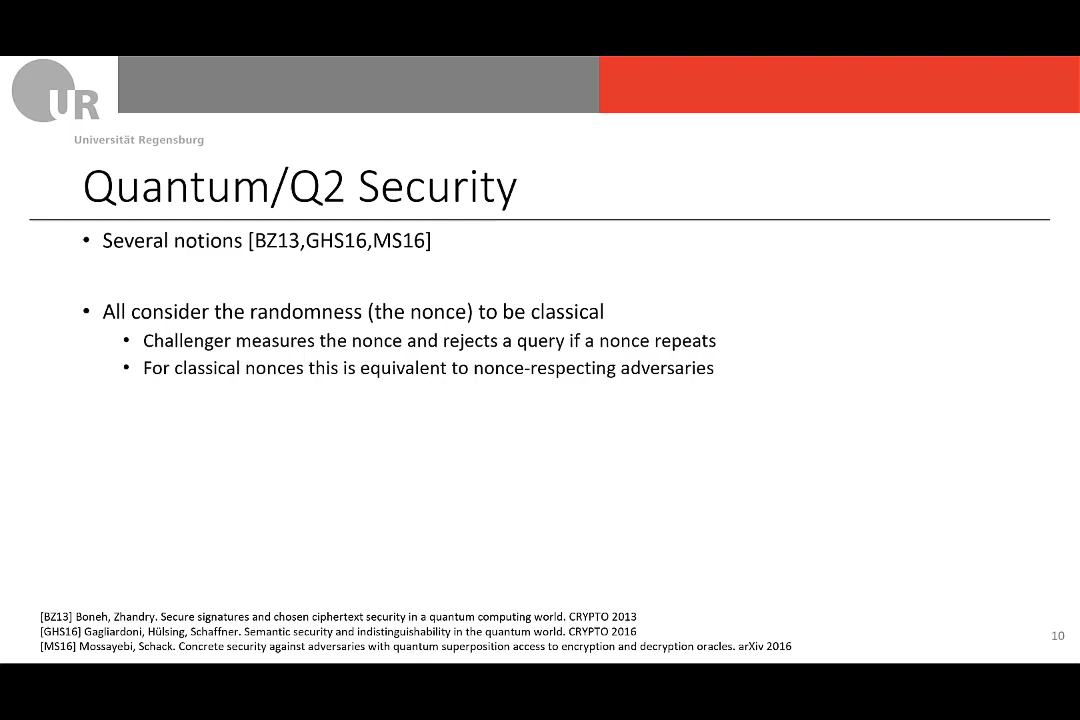 UR
Universität Regensburg
Quantum/Q2 Security
• Several notions [BZ13,GHS16,MS16]
• All consider the randomness (the nonce) to be classical
• Challenger measures the nonce and rejects a query if a nonce repeats
• For classical nonces this is equivalent to nonce-respecting adversaries
[BZ13] Boneh, Zhandry. Secure signatures and chosen ciphertext security in a quantum computing world. CRYPTO 2013
[GHS16] Gagliardoni, Hülsing, Schaffner. Semantic security and indistinguishability in the quantum world. CRYPTO 2016
[MS16] Mossayebi, Schack. Concrete security against adversaries with quantum superposition access to encryption and decryption oracles. arXiv 2016
10